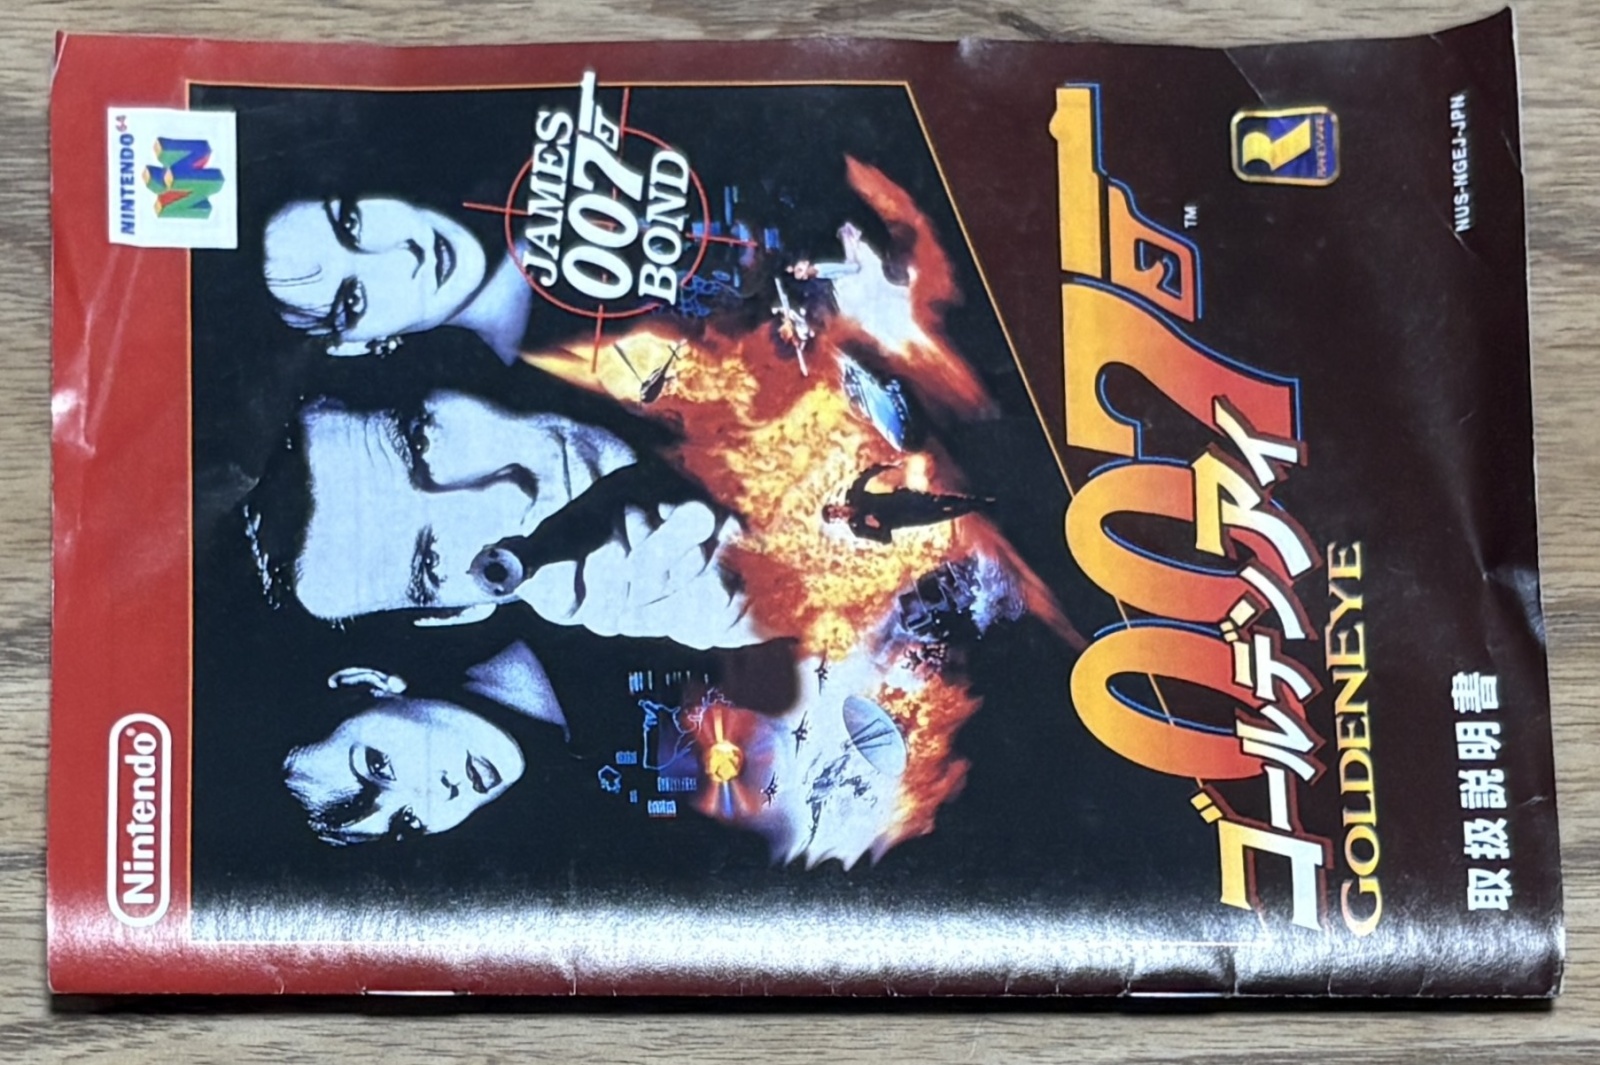 Nintendo®
NINTENDO64
JAMES
007
BOND
007
TM
ゴールデンアイ
GOLDENEYE
RAREWARE
取扱説明書
NUS-NGEJ-JPN